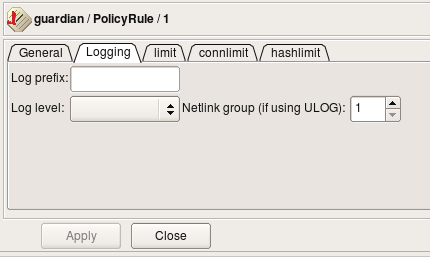 guardian / PolicyRule / 1
General Logging limit connlimit hashlimit
Log prefix:
Log level: Netlink group (if using ULOG): 1
Apply Close